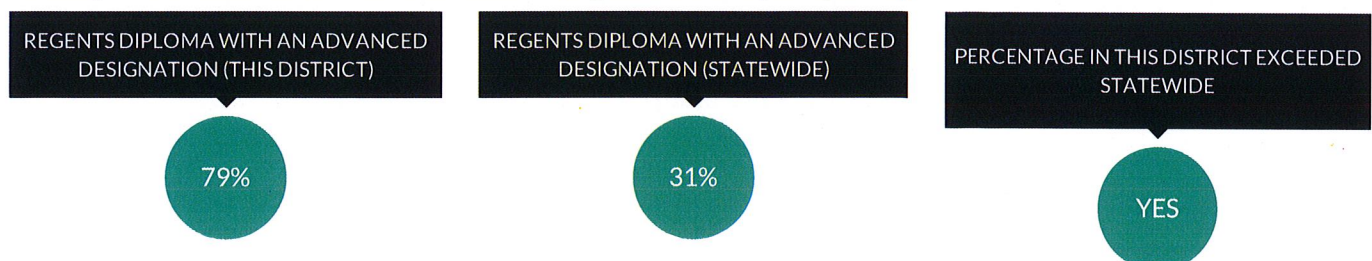 REGENTS DIPLOMA WITH AN ADVANCED
DESIGNATION (THIS DISTRICT)
79%
REGENTS DIPLOMA WITH AN ADVANCED
DESIGNATION (STATEWIDE)
31%
PERCENTAGE IN THIS DISTRICT EXCEEDED
STATEWIDE
YES